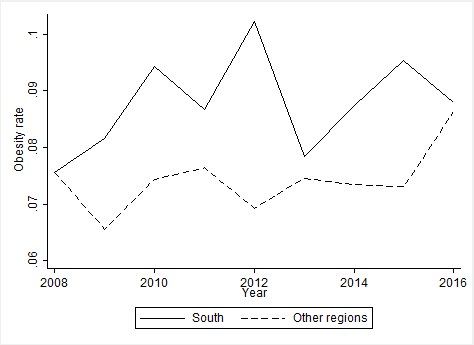 .1
.09
.08
.07
.06
Obesity rate
2008 2010 2012 2014 2016
Year
South Other regions